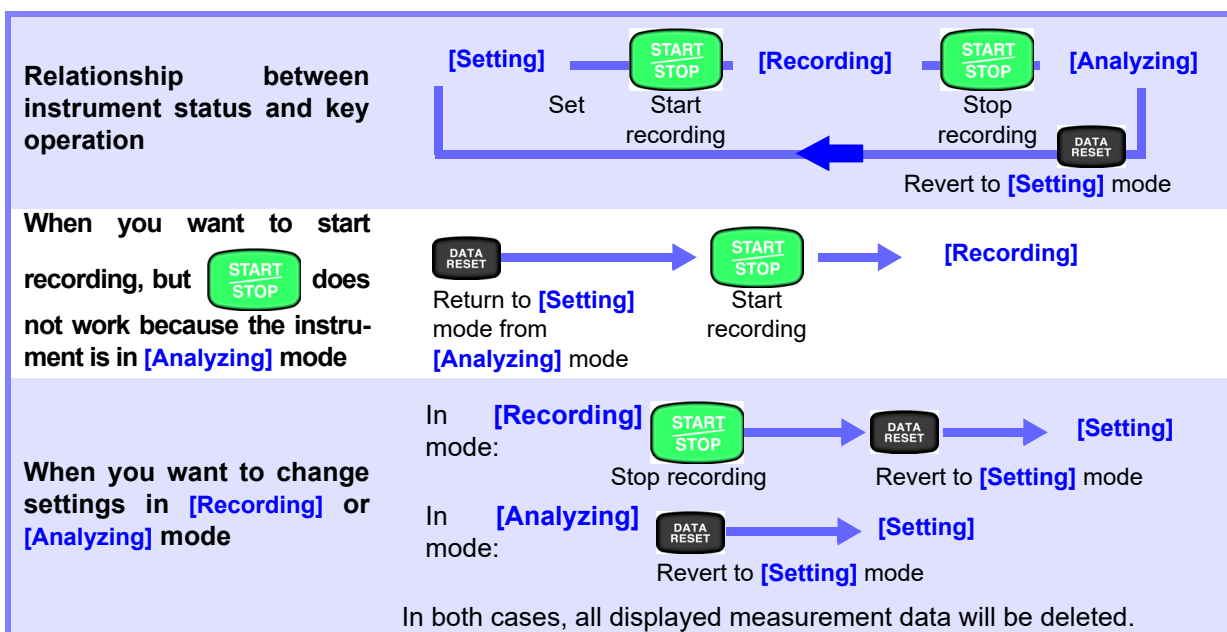 Relationship between
instrument status and key
operation
[Setting] START STOP [Recording] START STOP [Analyzing]
Set Start Stop
recording recording
DATA
RESET
Revert to [Setting] mode
When you want to start
recording, but START STOP does
not work because the instru-
ment is in [Analyzing] mode
DATA
RESET
START
STOP
[Recording]
Return to [Setting]
mode from
[Analyzing] mode
Start
recording
When you want to change
settings in [Recording] or
[Analyzing] mode
In [Recording]
mode:
START
STOP
DATA
RESET
[Setting]
Stop recording Revert to [Setting] mode
In [Analyzing]
mode:
DATA
RESET
[Setting]
Revert to [Setting] mode
In both cases, all displayed measurement data will be deleted.